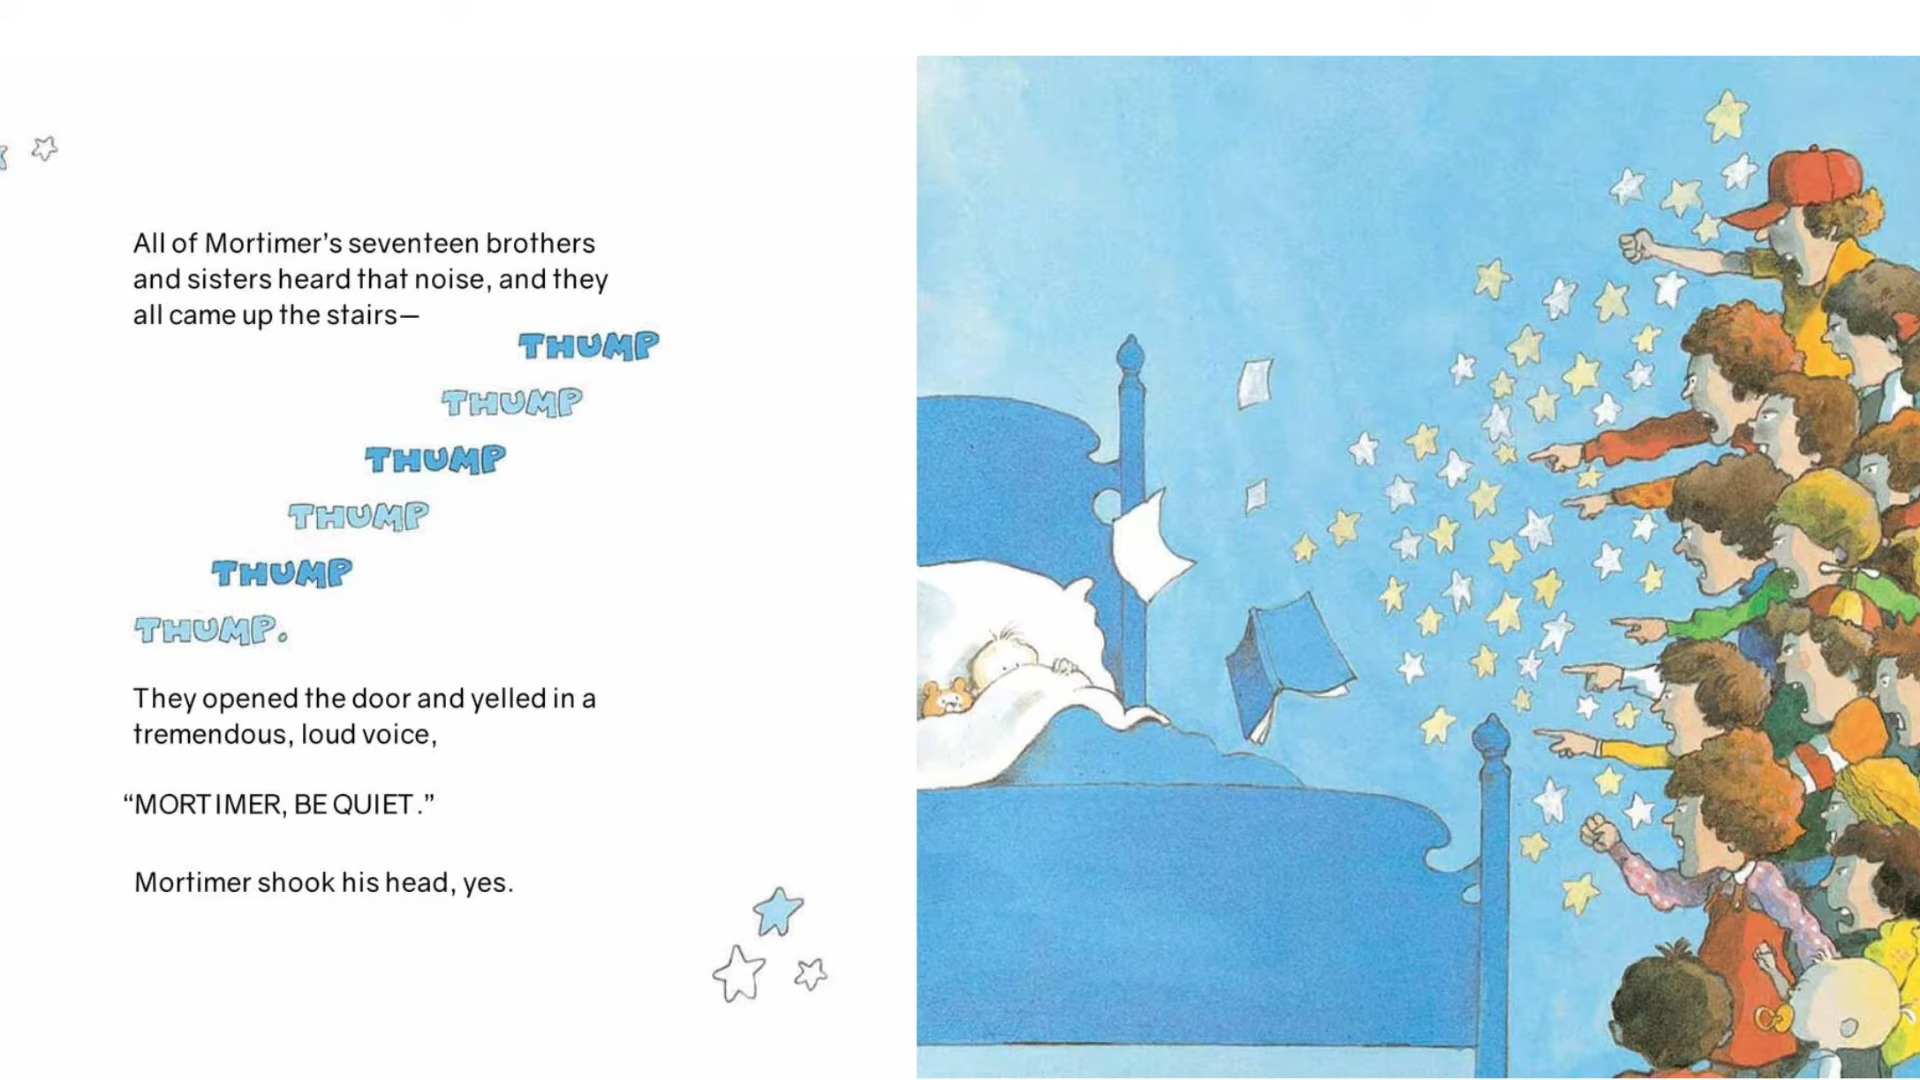 All of Mortimer’s seventeen brothers
and sisters heard that noise, and they
all came up the stairs—
THUMP
THUMP
THUMP
THUMP
THUMP
THUMP.
They opened the door and yelled in a
tremendous, loud voice,
“MORTIMER, BE QUIET.”
Mortimer shook his head, yes.